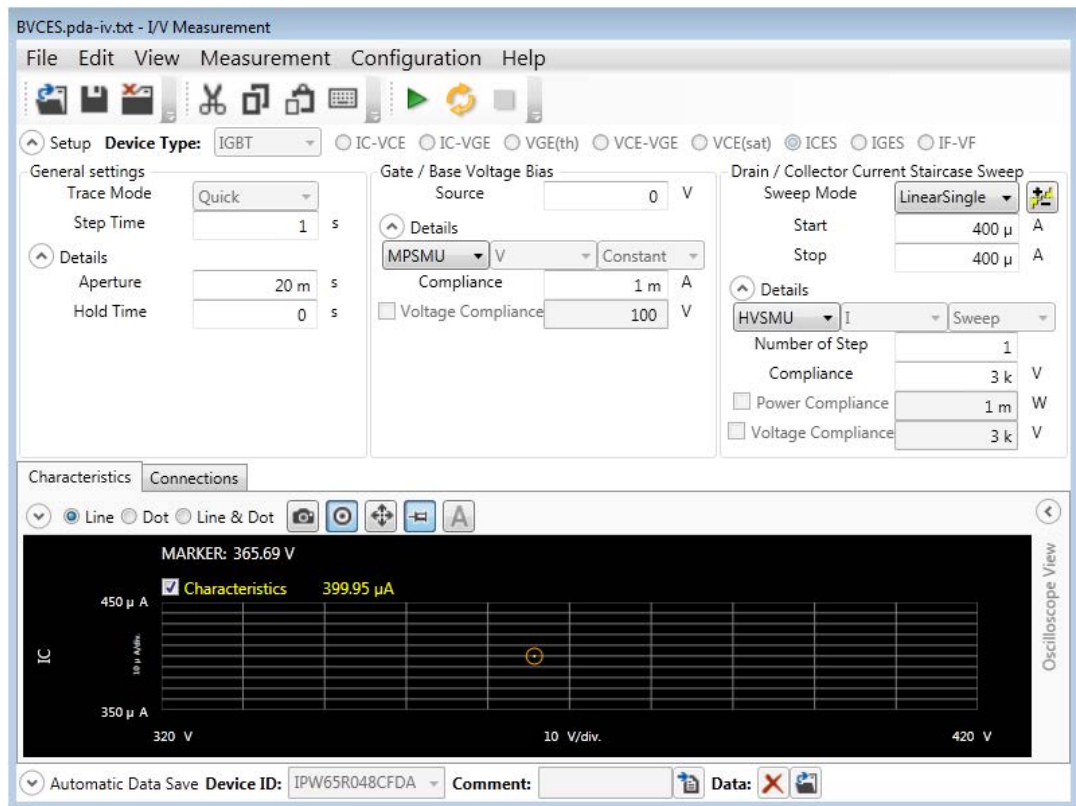 BVCES.pda-iv.txt - I/V Measurement
File Edit View Measurement Configuration Help
Setup Device Type: IGBT IC-VCE IC-VGE VGE(th) VCE-VGE VCE(sat) ICES IGES IF-VF
General settings
Trace Mode Quick
Step Time 1 s
Details
Aperture 20 m s
Hold Time 0 s
Gate / Base Voltage Bias
Source 0 V
Details
MPSMU V Constant
Compliance 1 m A
Voltage Compliance 100 V
Drain / Collector Current Staircase Sweep
Sweep Mode LinearSingle
Start 400 μ A
Stop 400 μ A
Details
HVSMU I Sweep
Number of Step 1
Compliance 3 k V
Power Compliance 1 m W
Voltage Compliance 3 k V
Characteristics Connections
Line Dot Line & Dot A
MARKER: 365.69 V
Characteristics 399.95 μA
450 μ A
IC
10 μ A/div.
350 μ A
320 V 10 V/div. 420 V
Oscilloscope View
Automatic Data Save Device ID: IPW65R048CFDA Comment: Data: